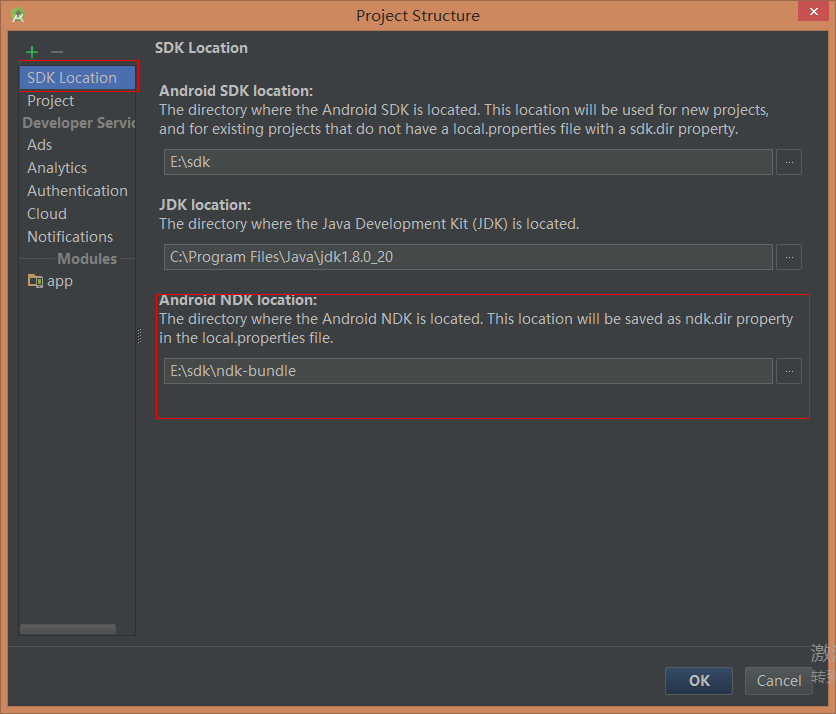 Project Structure
SDK Location
Project
Developer Servic
Ads
Analytics
Authentication
Cloud
Notifications
Modules
app
SDK Location
Android SDK location:
The directory where the Android SDK is located. This location will be used for new projects,
and for existing projects that do not have a local.properties file with a sdk.dir property.
E:\sdk
...
JDK location:
The directory where the Java Development Kit (JDK) is located.
C:\Program Files\Java\jdk1.8.0_20
...
Android NDK location:
The directory where the Android NDK is located. This location will be saved as ndk.dir property
in the local.properties file.
E:\sdk\ndk-bundle
...
激
转到
OK
Cancel